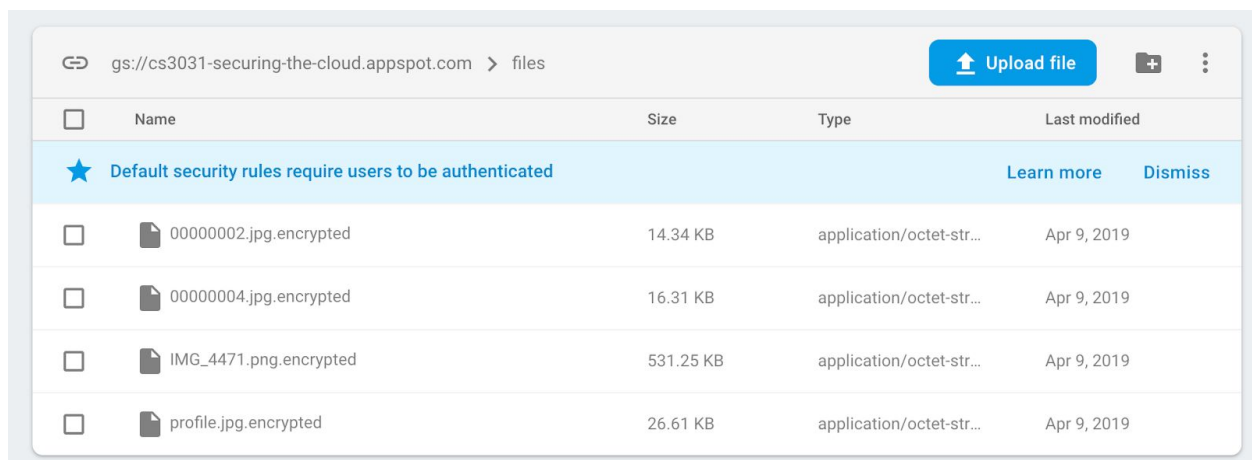 gs://cs3031-securing-the-cloud.appspot.com > files Upload file
Name Size Type Last modified
Default security rules require users to be authenticated Learn more Dismiss
00000002.jpg.encrypted 14.34 KB application/octet-str... Apr 9, 2019
00000004.jpg.encrypted 16.31 KB application/octet-str... Apr 9, 2019
IMG_4471.png.encrypted 531.25 KB application/octet-str... Apr 9, 2019
profile.jpg.encrypted 26.61 KB application/octet-str... Apr 9, 2019